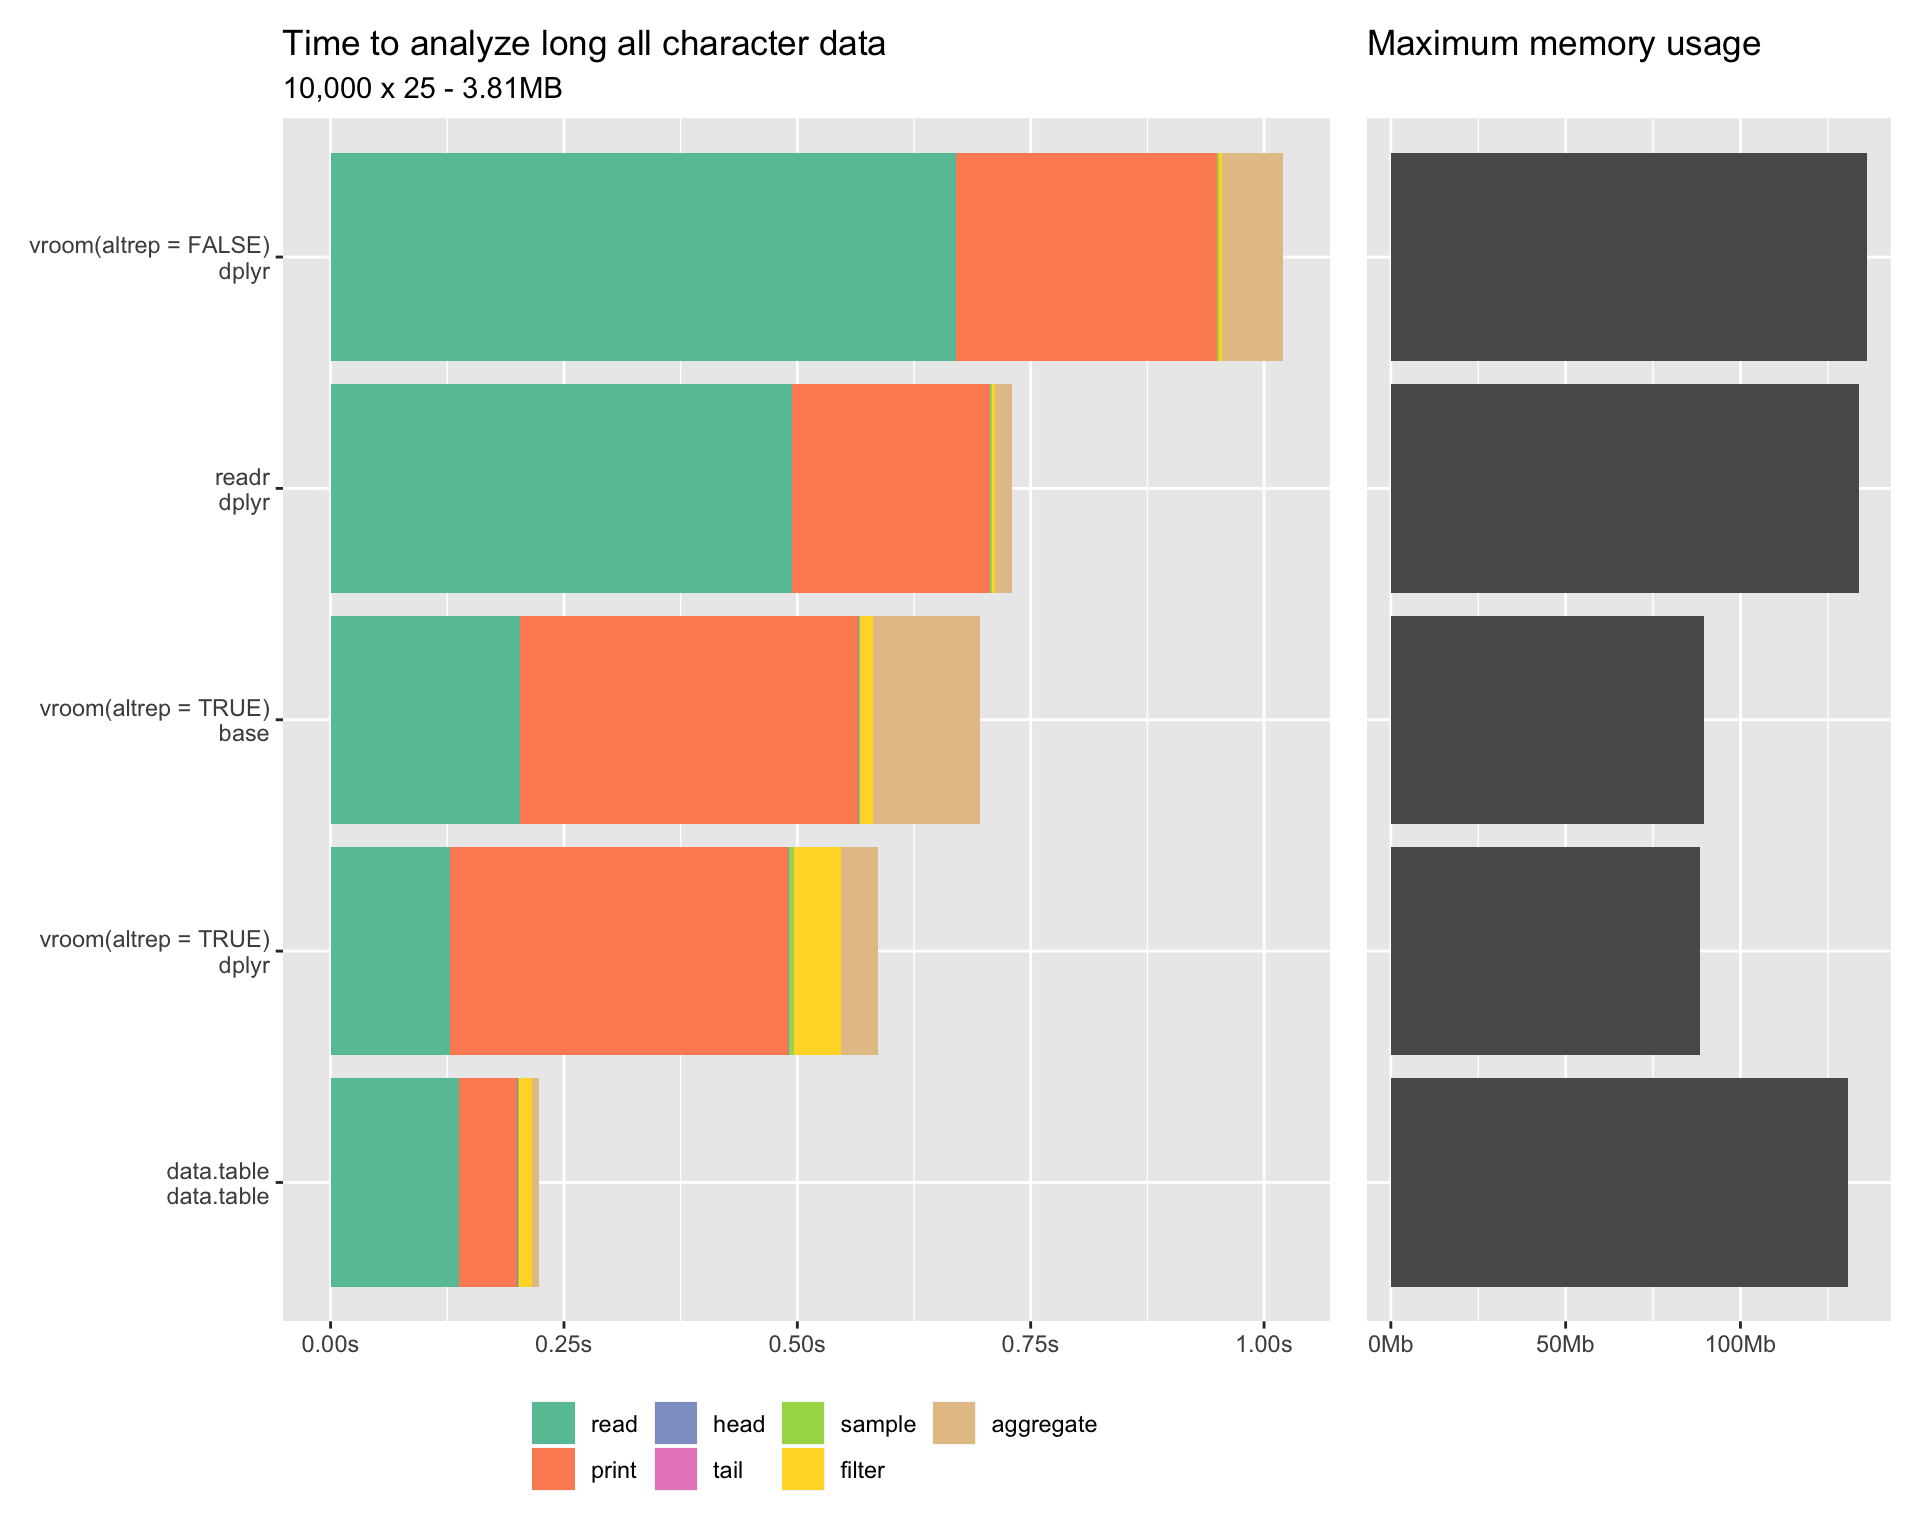 Time to analyze long all character data
10,000 x 25 - 3.81MB
Maximum memory usage
vroom(altrep = FALSE)
dplyr
readr
dplyr
vroom(altrep = TRUE)
base
vroom(altrep = TRUE)
dplyr
data.table
data.table
0.00s 0.25s 0.50s 0.75s 1.00s
0Mb 50Mb 100Mb
read head sample aggregate
print tail filter